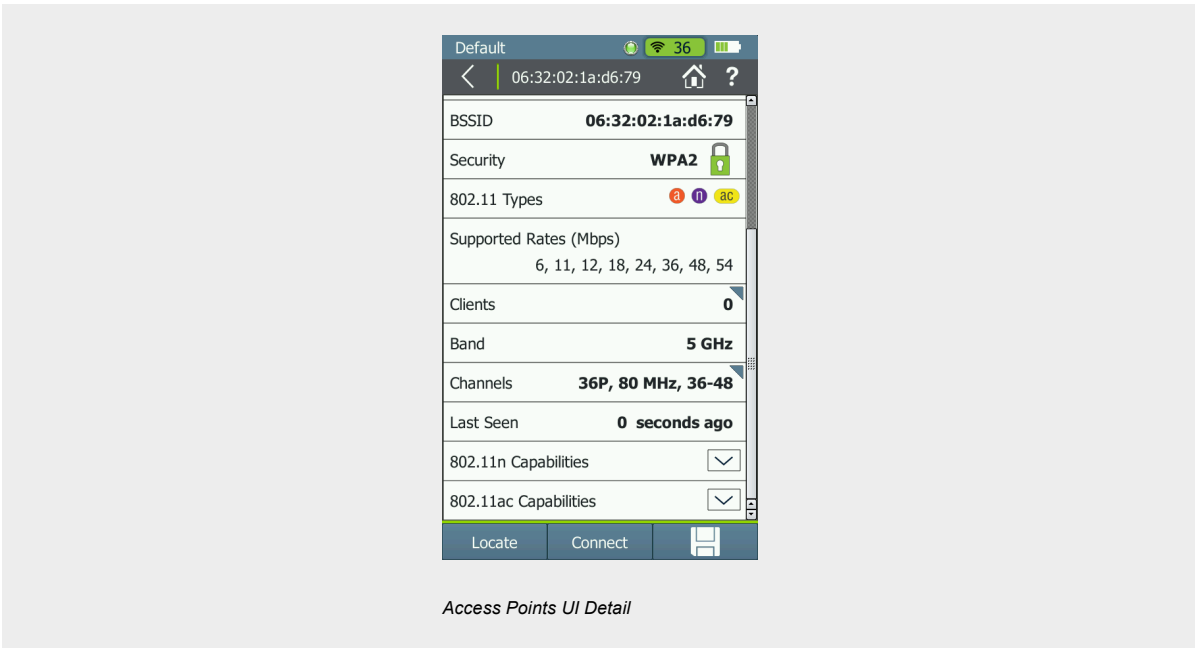 Default 36
06:32:02:1a:d6:79 ?
BSSID 06:32:02:1a:d6:79
Security WPA2
802.11 Types a n ac
Supported Rates (Mbps)
6, 11, 12, 18, 24, 36, 48, 54
Clients 0
Band 5 GHz
Channels 36P, 80 MHz, 36-48
Last Seen 0 seconds ago
802.11n Capabilities
802.11ac Capabilities
Locate Connect
Access Points UI Detail